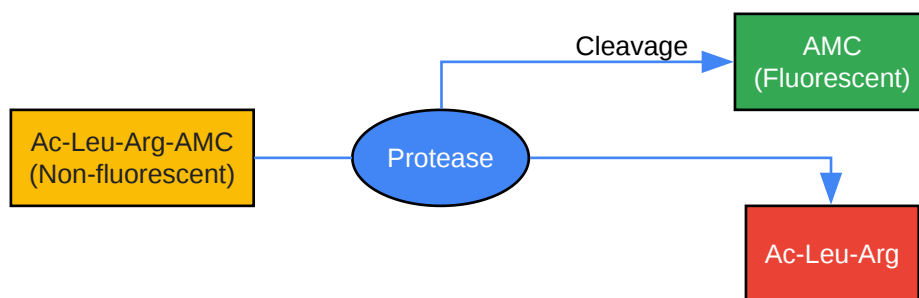 Ac-Leu-Arg-AMC
(Non-fluorescent)
Protease
Cleavage
AMC
(Fluorescent)
Ac-Leu-Arg